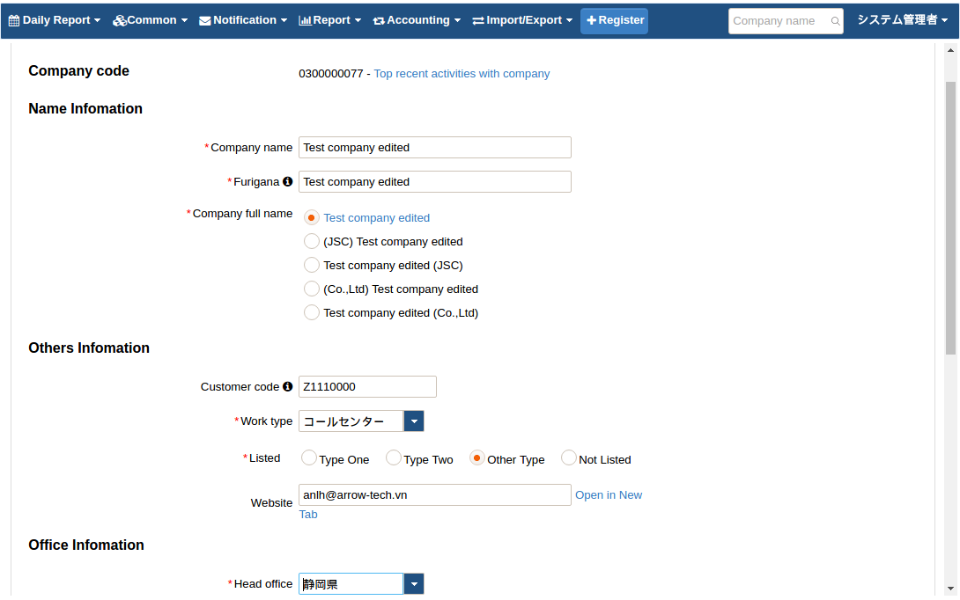 Daily Report Common Notification Report Accounting Import/Export Register Company name システム管理者
Company code 0300000077 - Top recent activities with company
Name Infomation
*Company name Test company edited
*Furigana Test company edited
*Company full name Test company edited
(JSC) Test company edited
Test company edited (JSC)
(Co.,Ltd) Test company edited
Test company edited (Co.,Ltd)
Others Infomation
Customer code Z1110000
*Work type コールセンター
*Listed Type One Type Two Other Type Not Listed
Website anlh@arrow-tech.vn Open in New
Tab
Office Infomation
*Head office 静岡県